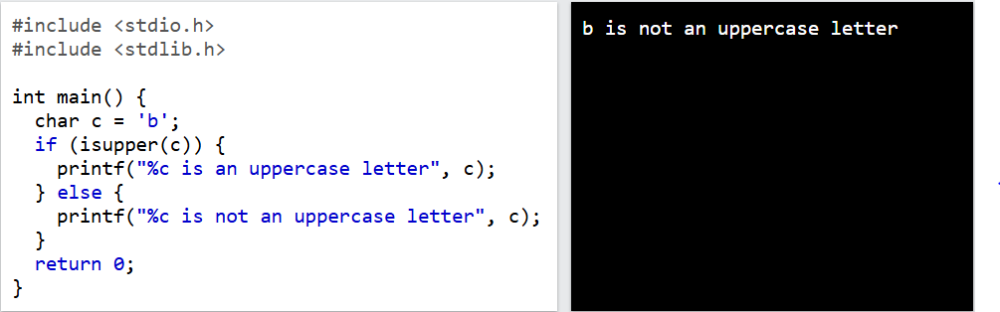 #include <stdio.h>
#include <stdlib.h>
int main() {
char c = 'b';
if (isupper(c)) {
printf("%c is an uppercase letter", c);
} else {
printf("%c is not an uppercase letter", c);
}
return 0;
}
b is not an uppercase letter